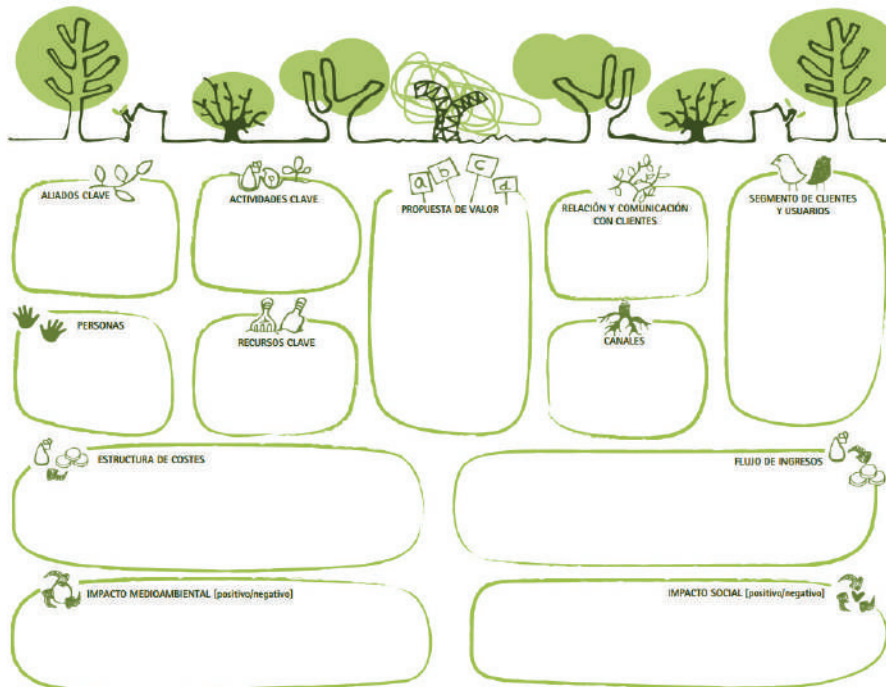 a b c d
ALIADOS CLAVE
ACTIVIDADES CLAVE
PROPUESTA DE VALOR
RELACIÓN Y COMUNICACIÓN
CON CLIENTES
SEGMENTO DE CLIENTES
Y USUARIOS
PERSONAS
RECURSOS CLAVE
CANALES
ESTRUCTURA DE COSTES
FLUJO DE INGRESOS
IMPACTO MEDIOAMBIENTAL [positivo/negativo]
IMPACTO SOCIAL [positivo/negativo]